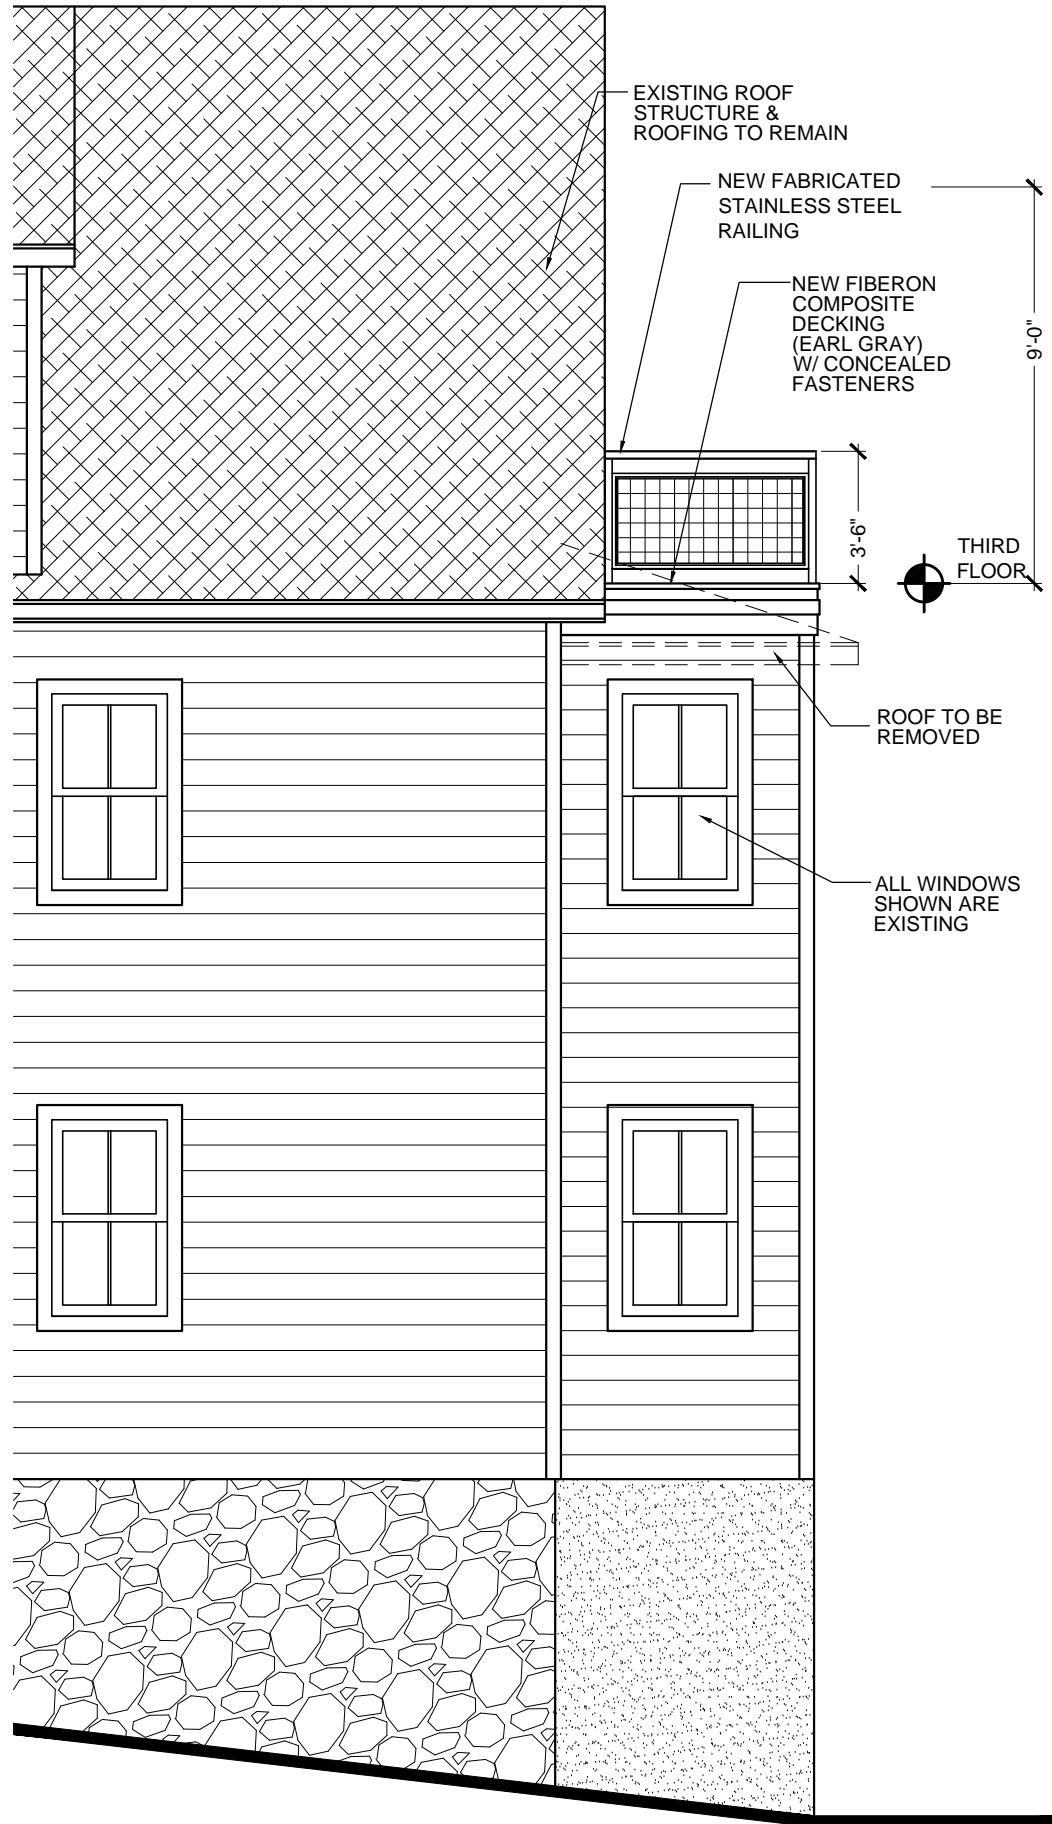 EXISTING ROOF
STRUCTURE &
ROOFING TO REMAIN
NEW FABRICATED
STAINLESS STEEL
RAILING
NEW FIBERON
COMPOSITE
DECKING
(EARL GRAY)
W/ CONCEALED
FASTENERS
9'-0"
3'-6"
THIRD
FLOOR
ROOF TO BE
REMOVED
ALL WINDOWS
SHOWN ARE
EXISTING